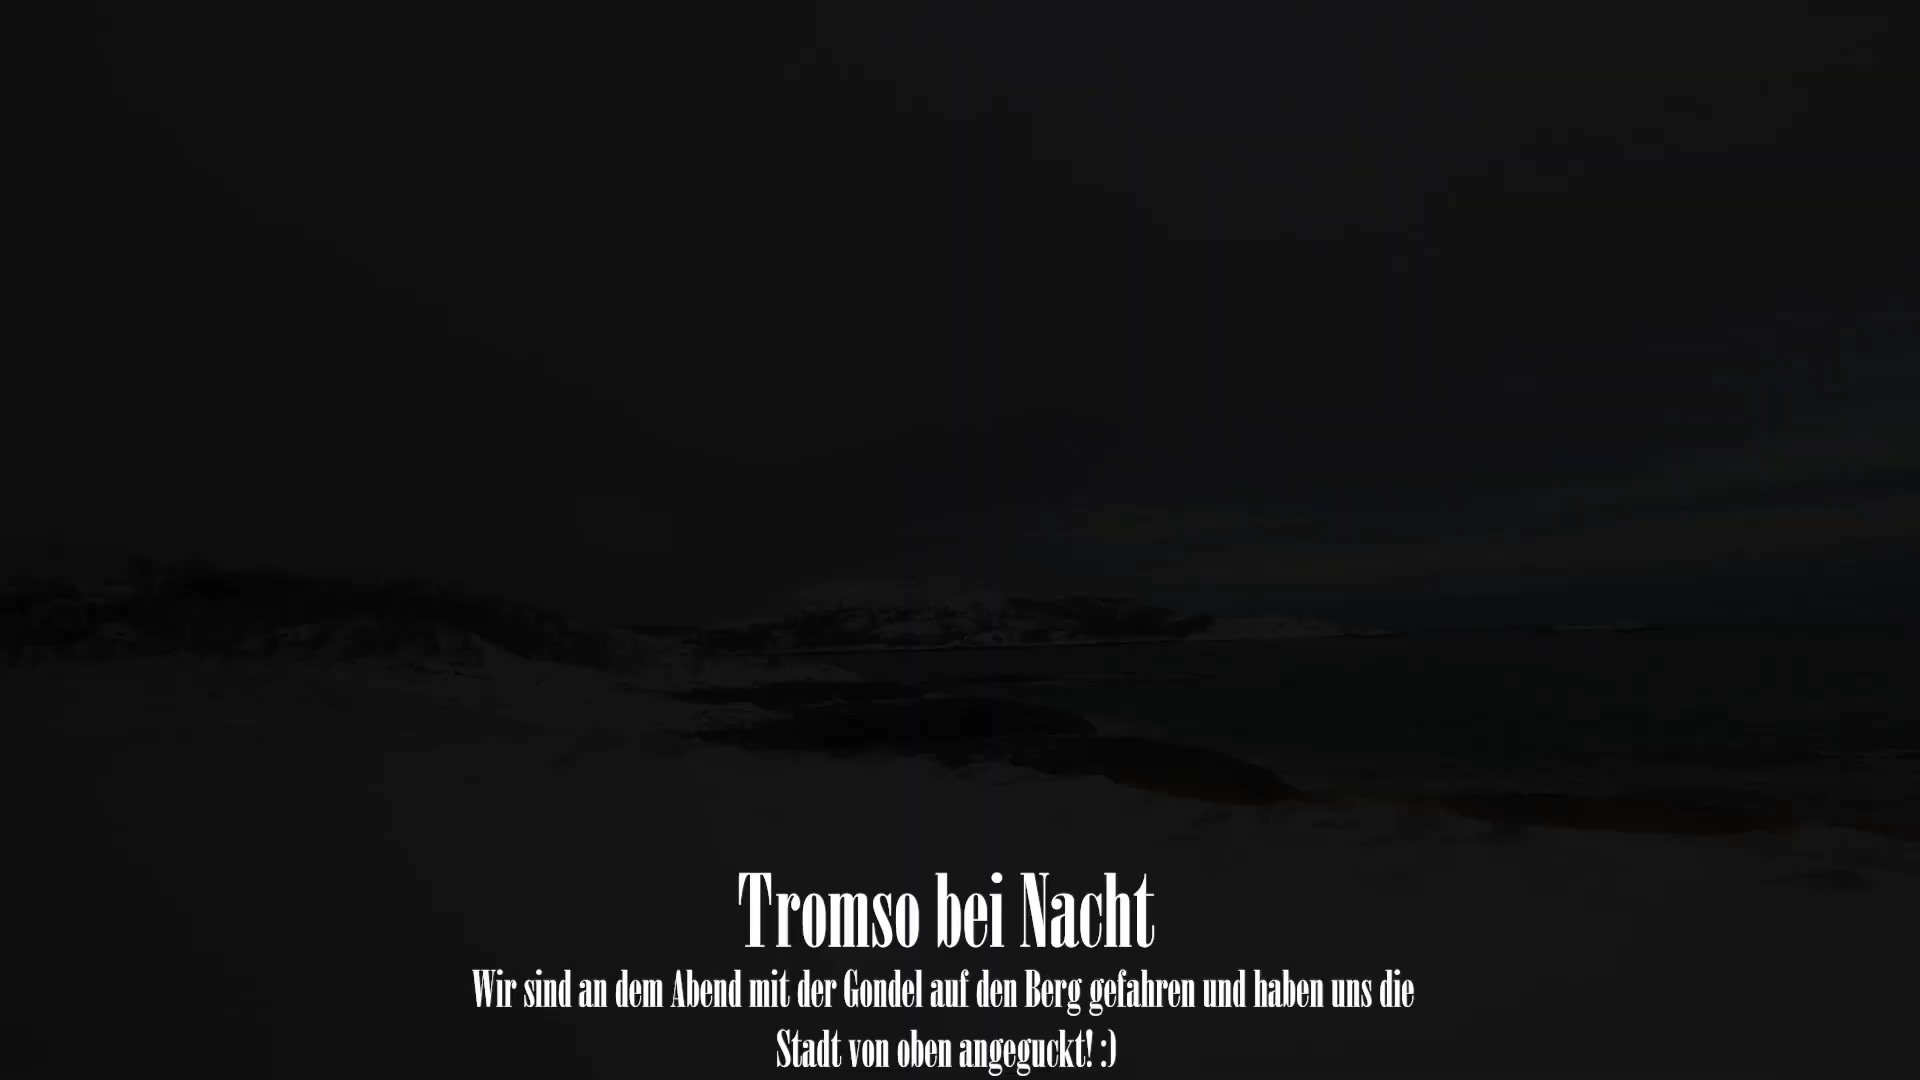 Tromso bei Nacht
Wir sind an dem Abend mit der Gondel auf den Berg gefahren und haben uns die
Stadt von oben angeguckt! :)